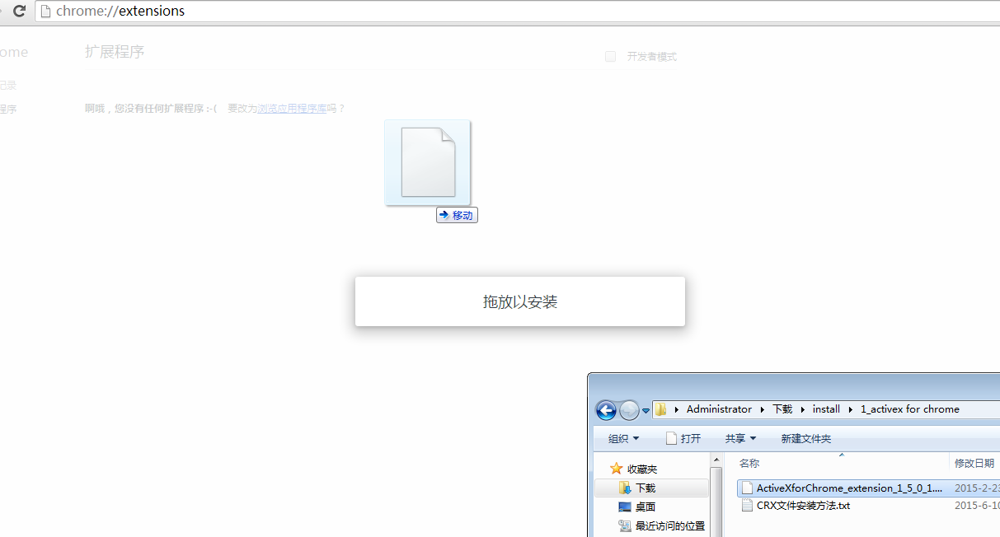 chrome://extensions
ome
扩展程序
开发者模式
记录
程序
啊哦，您没有任何扩展程序 :-(
要改为浏览应用程序库吗？
移动
拖放以安装
Administrator
下载
install
1_activex for chrome
组织
打开
共享
新建文件夹
名称
修改日期
收藏夹
下载
桌面
最近访问的位置
ActiveXforChrome_extension_1_5_0_1....
2015-2-23
CRX文件安装方法.txt
2015-6-10